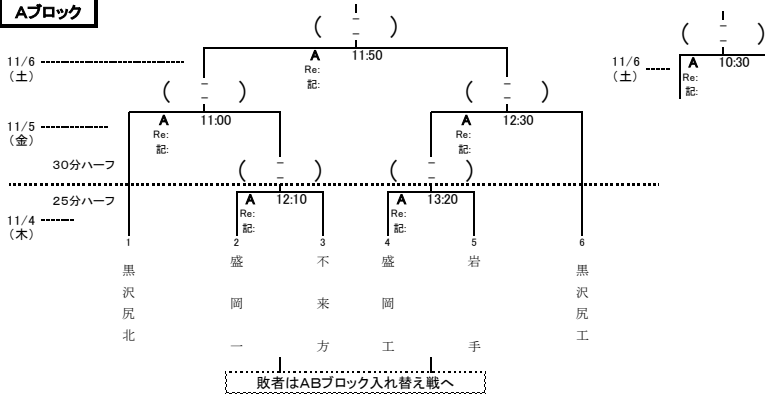 Aブロック
( － － )
11/6
(土)
A 11:50
Re:
記:
( － － )
11/6
(土)
A 10:30
Re:
記:
( － － )
( － － )
11/5
(金)
A 11:00
Re:
記:
A 12:30
Re:
記:
30分ハーフ
( － － )
( － － )
25分ハーフ
11/4
(木)
A 12:10
Re:
記:
A 13:20
Re:
記:
1 2 3 4 5 6
黒沢尻北
盛岡一
不来方
盛岡工
岩手
黒沢尻工
敗者はABブロック入れ替え戦へ